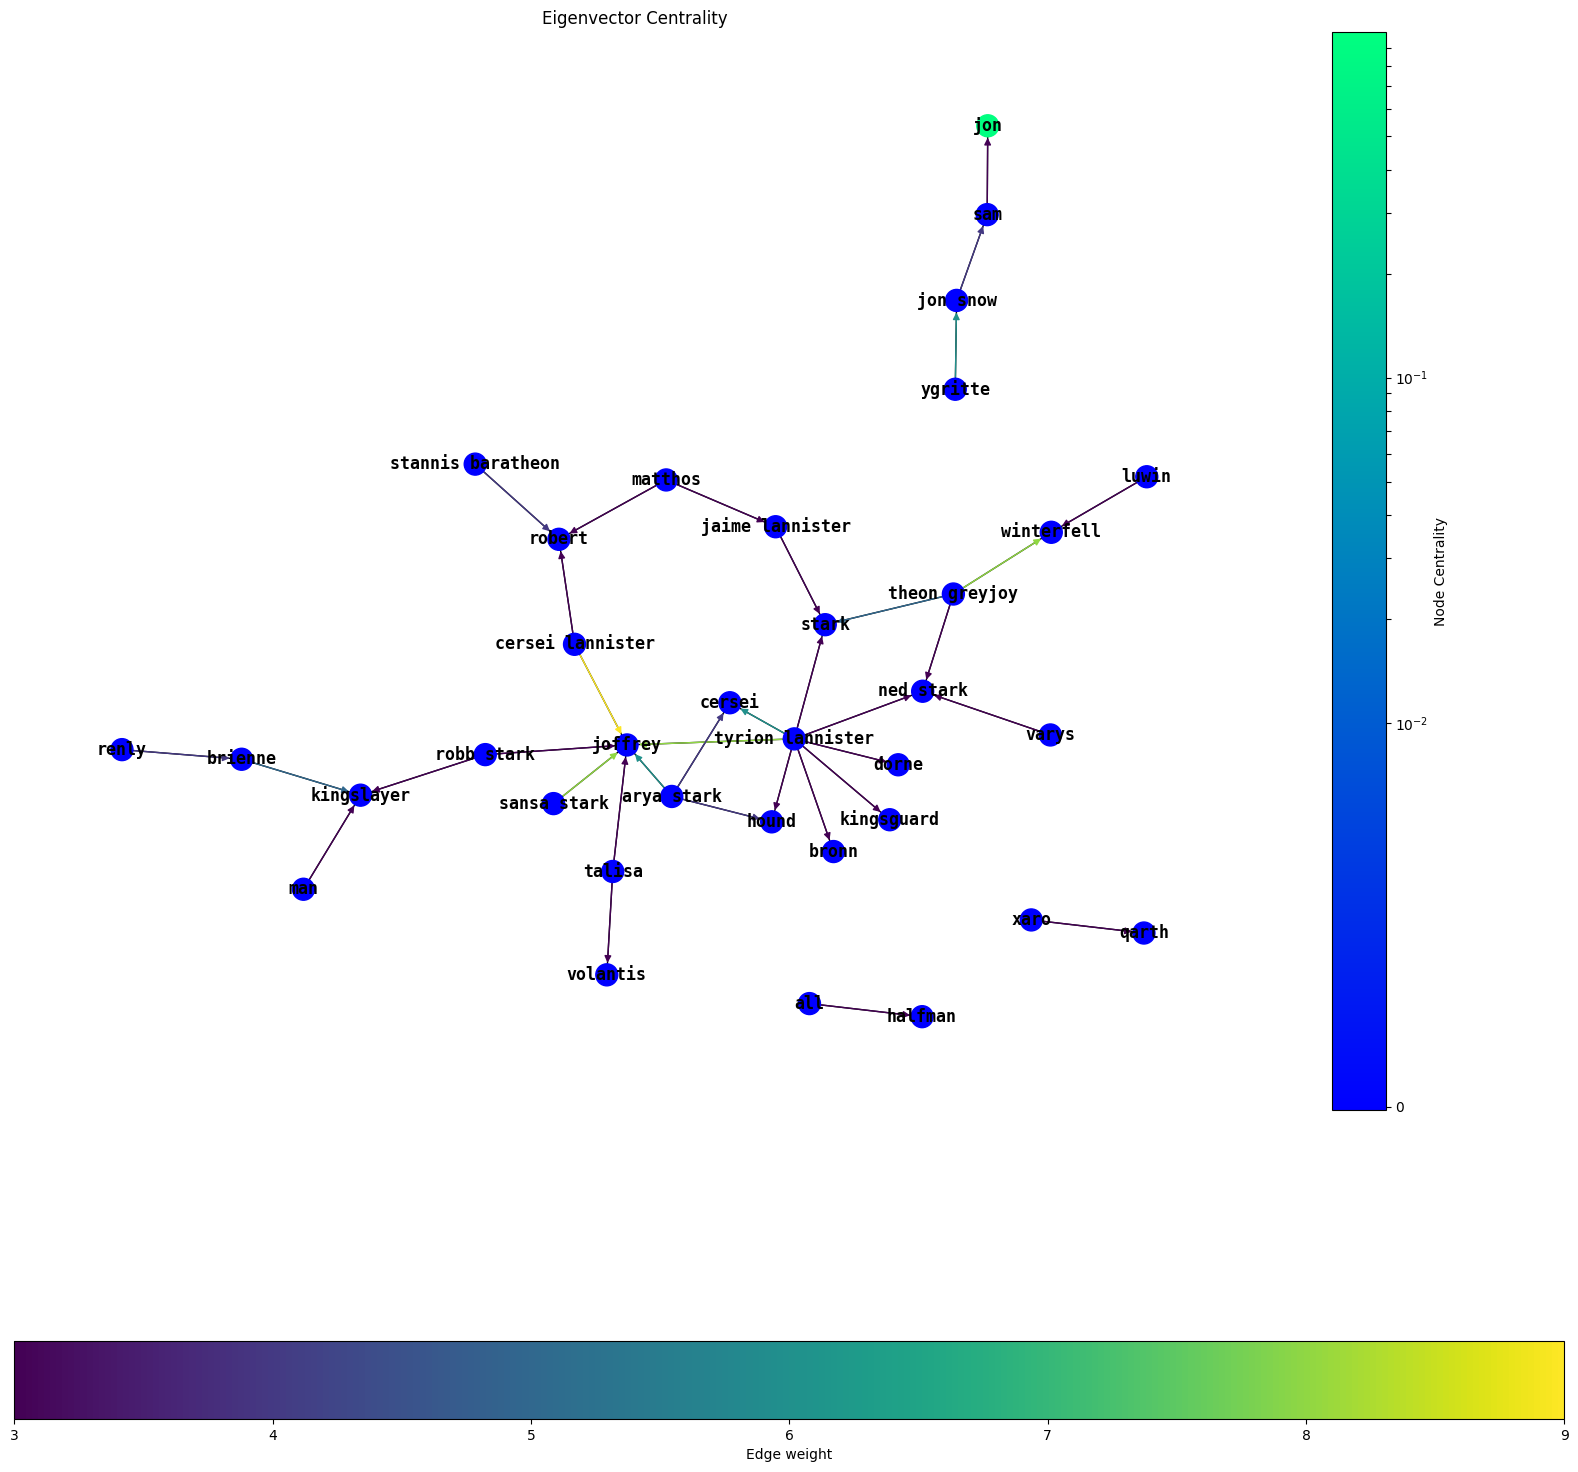 Eigenvector Centrality
jon
sam
jon snow
ygritte
stannis baratheon
matthos
luwin
jaime lannister
winterfell
robert
theon greyjoy
stark
cersei lannister
ned stark
cersei
varys
tyrion lannister
joffrey
renly
brienne
robb stark
dorne
kingslayer
arya stark
sansa stark
hound
kingsguard
bronn
talisa
man
xaro
qarth
volantis
all
halfman
10⁻¹
10⁻²
0
Node Centrality
3 4 5 6 7 8 9
Edge weight